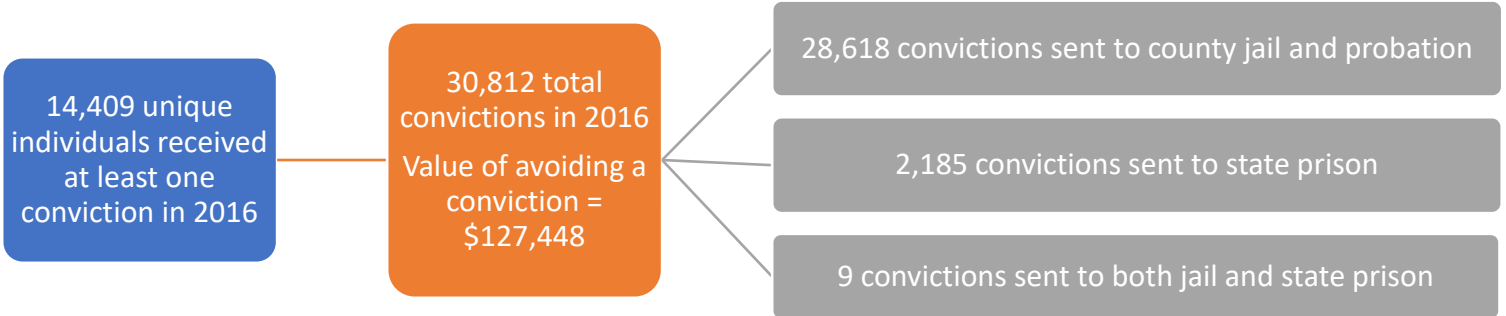 14,409 unique
individuals received
at least one
conviction in 2016
30,812 total
convictions in 2016
Value of avoiding a
conviction =
$127,448
28,618 convictions sent to county jail and probation
2,185 convictions sent to state prison
9 convictions sent to both jail and state prison